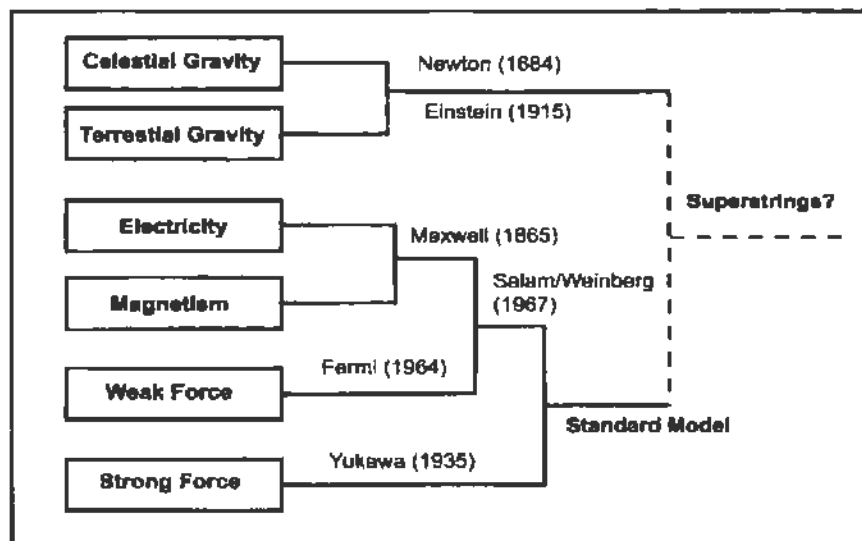 Celestial Gravity
Newton (1684)
Einstein (1915)
Terrestial Gravity
Superstrings?
Electricity
Maxwell (1865)
Salam/Weinberg
(1967)
Magnetism
Fermi (1964)
Weak Force
Standard Model
Yukawa (1935)
Strong Force